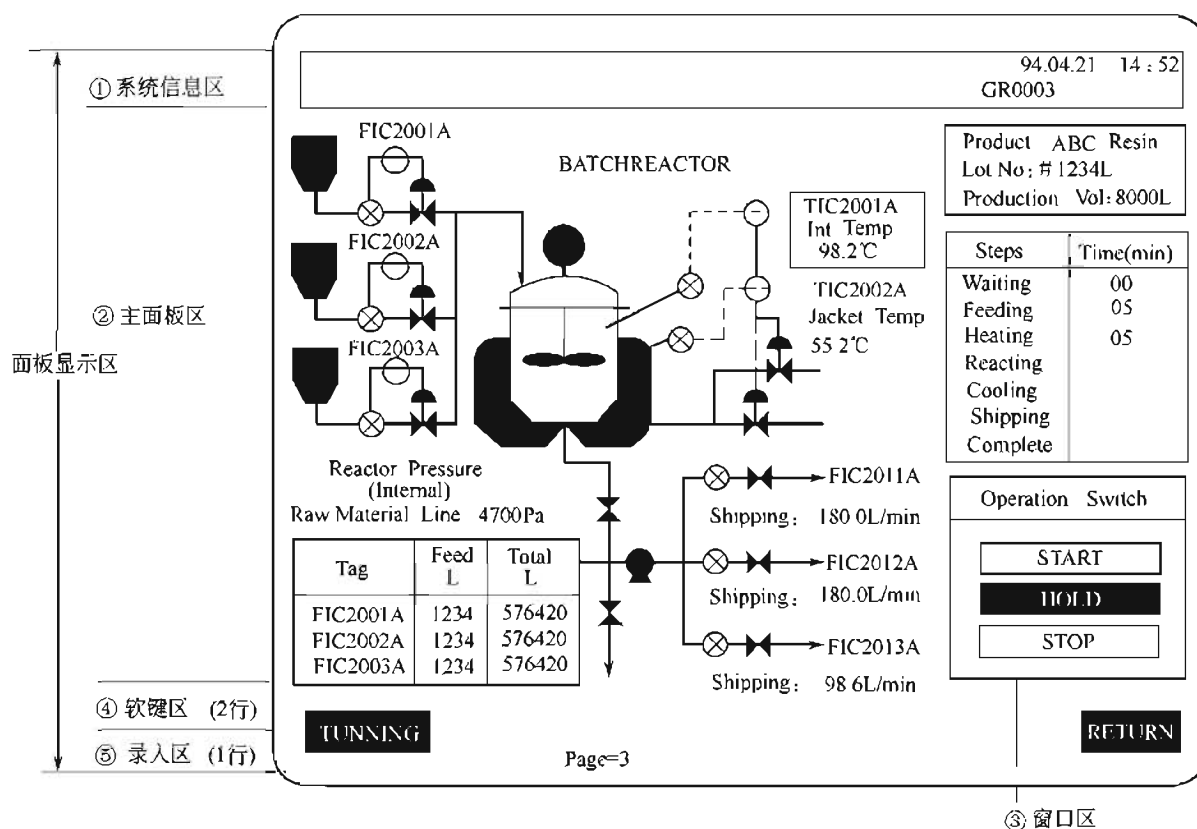 94.04.21 14:52
GR0003
①系统信息区
②主面板区
面板显示区
④软键区 (2行)
⑤录入区 (1行)
③窗口区
FIC2001A
FIC2002A
FIC2003A
BATCHREACTOR
TIC2001A
Int Temp
98.2℃
TIC2002A
Jacket Temp
55 2℃
Product ABC Resin
Lot No:#1234L
Production Vol:8000L
Steps Time(min)
Waiting 00
Feeding 05
Heating 05
Reacting
Cooling
Shipping
Complete
Reactor Pressure
(Internal)
Raw Material Line 4700Pa
Tag Feed L Total L
FIC2001A 1234 576420
FIC2002A 1234 576420
FIC2003A 1234 576420
FIC2011A
Shipping: 180 0L/min
FIC2012A
Shipping: 180.0L/min
FIC2013A
Shipping: 98 6L/min
Operation Switch
START
HOLD
STOP
TUNNING
RETURN
Page=3